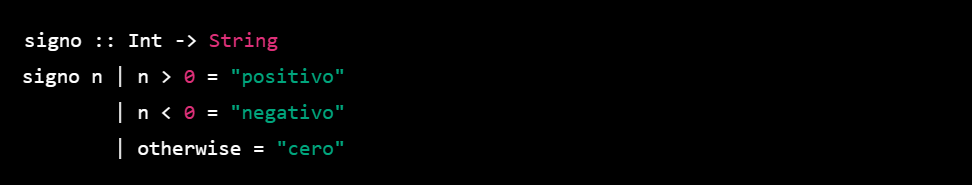 signo :: Int -> String
signo n | n > 0 = "positivo"
        | n < 0 = "negativo"
        | otherwise = "cero"